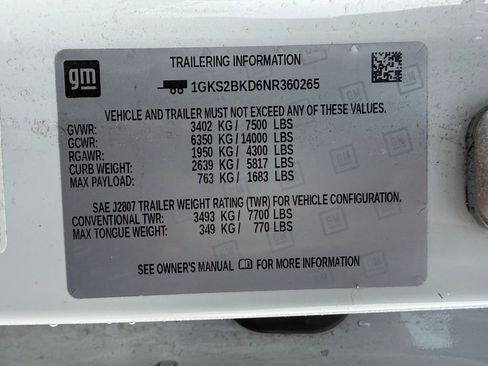 gm
TRAILERING INFORMATION
1GKS2BKD6NR360265
VEHICLE AND TRAILER MUST NOT EXCEED ANY OF THESE VALUES.
GVWR: 3402 KG / 7500 LBS
GCWR: 6350 KG / 14000 LBS
RGAWR: 1950 KG / 4300 LBS
CURB WEIGHT: 2639 KG / 5817 LBS
MAX PAYLOAD: 763 KG / 1683 LBS
SAE J2807 TRAILER WEIGHT RATING (TWR) FOR VEHICLE CONFIGURATION.
CONVENTIONAL TWR: 3493 KG / 7700 LBS
MAX TONGUE WEIGHT: 349 KG / 770 LBS
SEE OWNER'S MANUAL FOR MORE INFORMATION